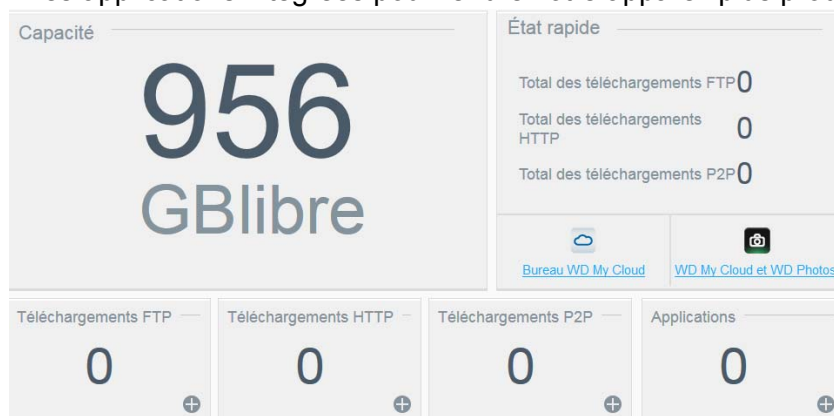 Capacité
956
GBlibre
État rapide
Total des téléchargements FTP 0
Total des téléchargements
HTTP 0
Total des téléchargements P2P 0
Bureau WD My Cloud
WD My Cloud et WD Photos
Téléchargements FTP
0
Téléchargements HTTP
0
Téléchargements P2P
0
Applications
0